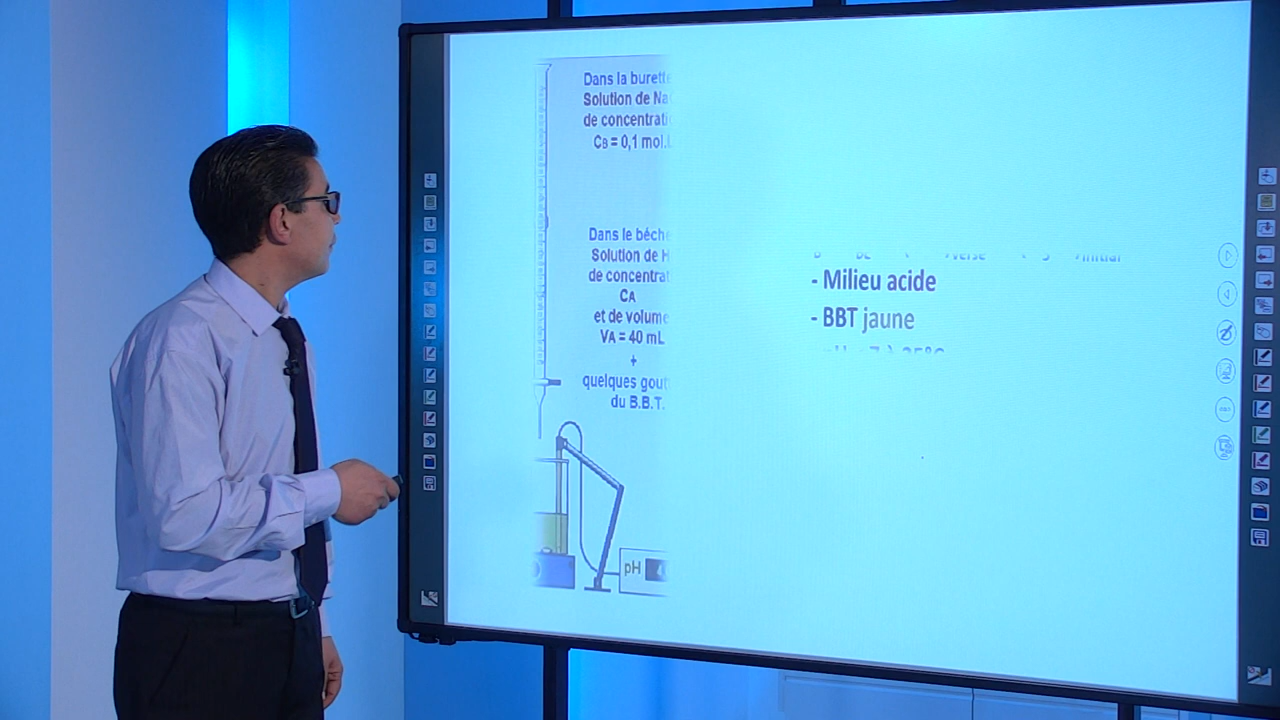 Dans la burette
Solution de Na
de concentrati
CB = 0,1 mol.L
Dans le béche
Solution de H
de concentrat
CA
et de volume
VA = 40 mL
+
quelques gout
du B.B.T.
pH
- Milieu acide
- BBT jaune